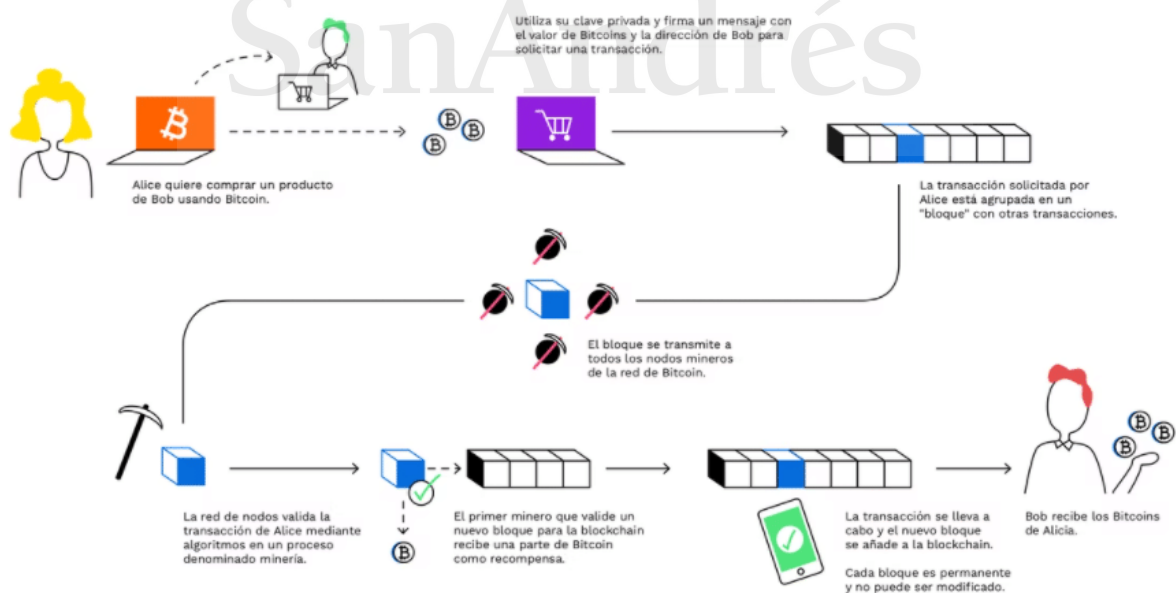 SanAndrés
Utiliza su clave privada y firma un mensaje con
el valor de Bitcoins y la dirección de Bob para
solicitar una transacción.
Alice quiere comprar un producto
de Bob usando Bitcoin.
La transacción solicitada por
Alice está agrupada en un
"bloque" con otras transacciones.
El bloque se transmite a
todos los nodos mineros
de la red de Bitcoin.
La red de nodos valida la
transacción de Alice mediante
algoritmos en un proceso
denominado minería.
El primer minero que valide un
nuevo bloque para la blockchain
recibe una parte de Bitcoin
como recompensa.
La transacción se lleva a
cabo y el nuevo bloque
se añade a la blockchain.
Cada bloque es permanente
y no puede ser modificado.
Bob recibe los Bitcoins
de Alicia.